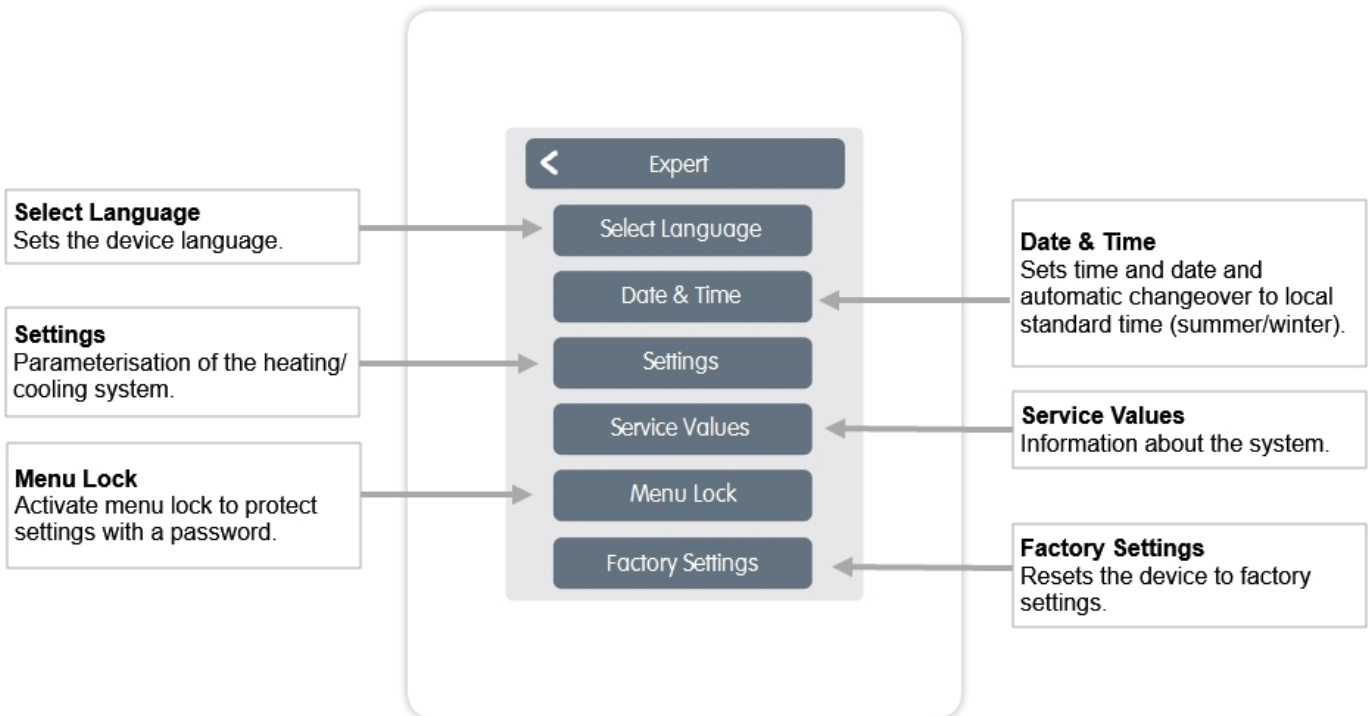 Expert
Select Language
Date & Time
Settings
Service Values
Menu Lock
Factory Settings
Select Language
Sets the device language.
Settings
Parameterisation of the heating/
cooling system.
Menu Lock
Activate menu lock to protect
settings with a password.
Date & Time
Sets time and date and
automatic changeover to local
standard time (summer/winter).
Service Values
Information about the system.
Factory Settings
Resets the device to factory
settings.